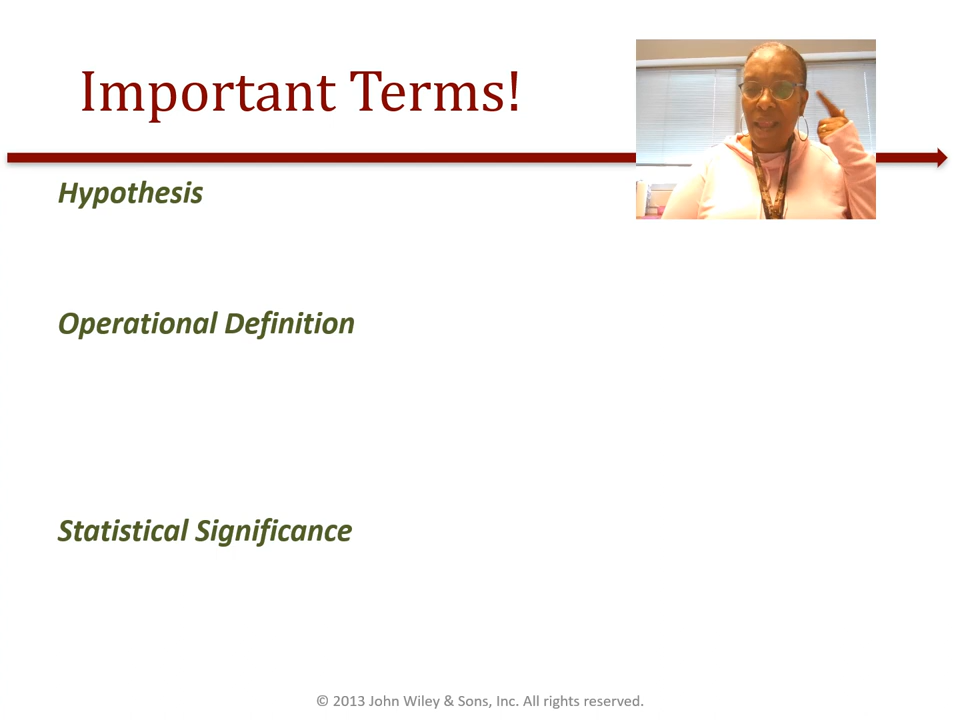 Important Terms!
Hypothesis
Operational Definition
Statistical Significance
© 2013 John Wiley & Sons, Inc. All rights reserved.